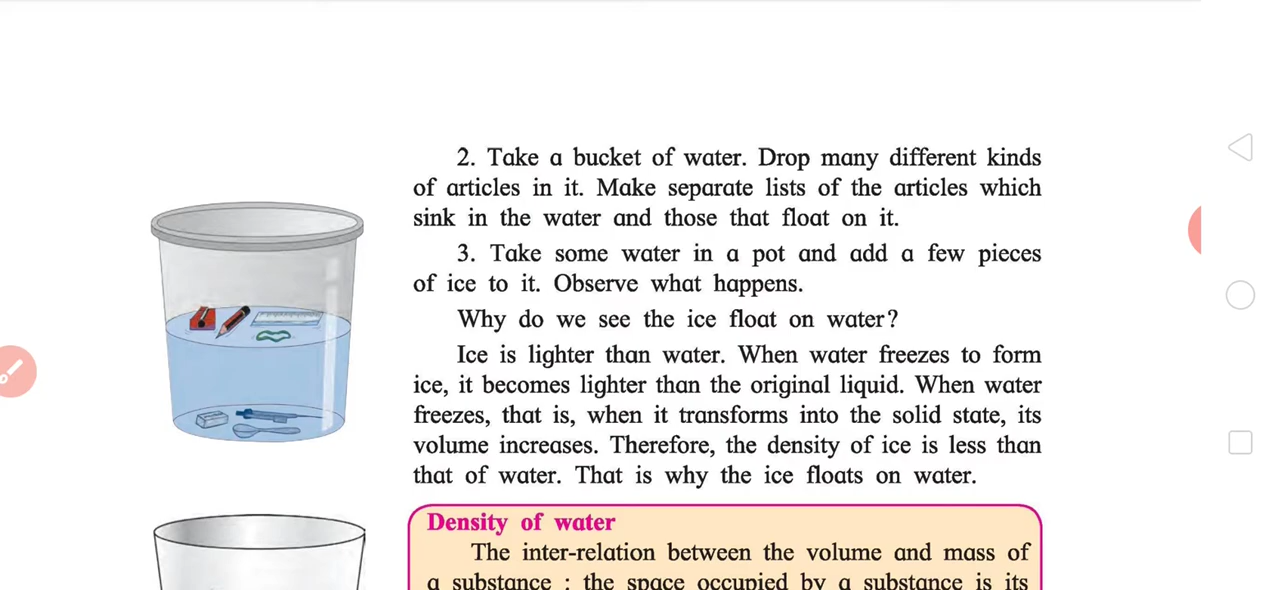 2. Take a bucket of water. Drop many different kinds
of articles in it. Make separate lists of the articles which
sink in the water and those that float on it.
3. Take some water in a pot and add a few pieces
of ice to it. Observe what happens.
Why do we see the ice float on water?
Ice is lighter than water. When water freezes to form
ice, it becomes lighter than the original liquid. When water
freezes, that is, when it transforms into the solid state, its
volume increases. Therefore, the density of ice is less than
that of water. That is why the ice floats on water.
Density of water
The inter-relation between the volume and mass of
a substance : the space occupied by a substance is its